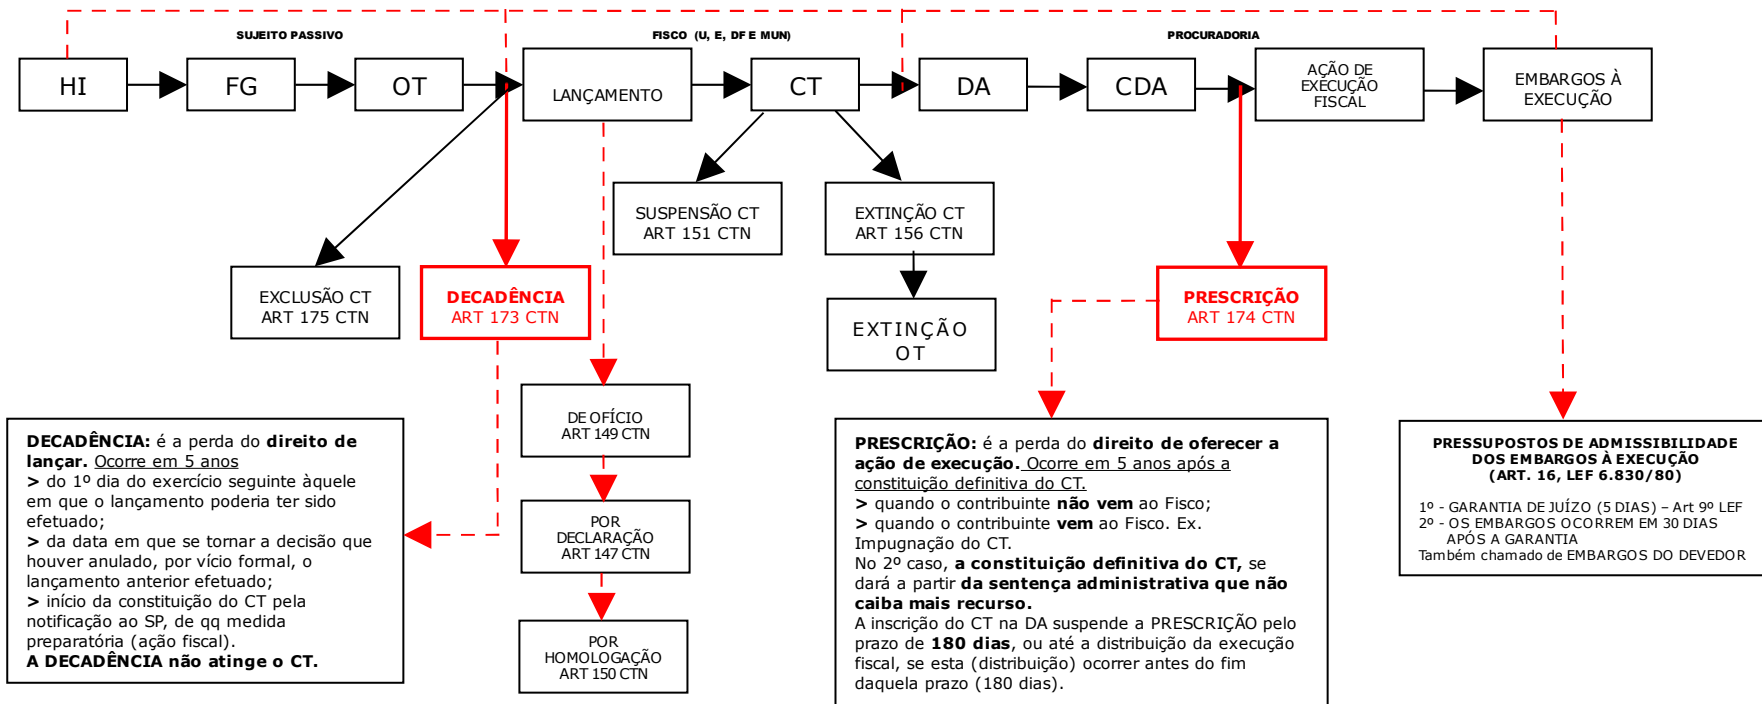 SUJEITO PASSIVO
FISCO (U, E, DF E MUN)
PROCURADORIA
HI
FG
OT
LANÇAMENTO
CT
DA
CDA
AÇÃO DE
EXECUÇÃO
FISCAL
EMBARGOS À
EXECUÇÃO
SUSPENSÃO CT
ART 151 CTN
EXTINÇÃO CT
ART 156 CTN
EXCLUSÃO CT
ART 175 CTN
DECADÊNCIA
ART 173 CTN
EXTINÇÃO
OT
PRESCRIÇÃO
ART 174 CTN
DE OFÍCIO
ART 149 CTN
POR
DECLARAÇÃO
ART 147 CTN
POR
HOMOLOGAÇÃO
ART 150 CTN
DECADÊNCIA: é a perda do direito de
lançar. Ocorre em 5 anos
> do 1º dia do exercício seguinte àquele
em que o lançamento poderia ter sido
efetuado;
> da data em que se tornar a decisão que
houver anulado, por vício formal, o
lançamento anterior efetuado;
> início da constituição do CT pela
notificação ao SP, de qq medida
preparatória (ação fiscal).
A DECADÊNCIA não atinge o CT.
PRESCRIÇÃO: é a perda do direito de oferecer a
ação de execução. Ocorre em 5 anos após a
constituição definitiva do CT.
> quando o contribuinte não vem ao Fisco;
> quando o contribuinte vem ao Fisco. Ex.
Impugnação do CT.
No 2º caso, a constituição definitiva do CT, se
dará a partir da sentença administrativa que não
caiba mais recurso.
A inscrição do CT na DA suspende a PRESCRIÇÃO pelo
prazo de 180 dias, ou até a distribuição da execução
fiscal, se esta (distribuição) ocorrer antes do fim
daquela prazo (180 dias).
PRESSUPOSTOS DE ADMISSIBILIDADE
DOS EMBARGOS À EXECUÇÃO
(ART. 16, LEF 6.830/80)
1º - GARANTIA DE JUÍZO (5 DIAS) – Art 9º LEF
2º - OS EMBARGOS OCORREM EM 30 DIAS
APÓS A GARANTIA
Também chamado de EMBARGOS DO DEVEDOR